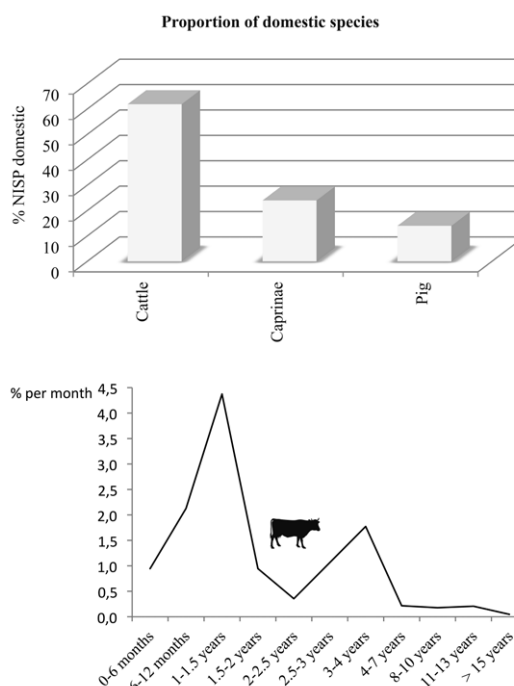 Proportion of domestic species
% NISP domestic
70
60
50
40
30
20
10
0
Cattle
Caprinae
Pig
% per month
4,5
4,0
3,5
3,0
2,5
2,0
1,5
1,0
0,5
0,0
0-6 months
6-12 months
1-1.5 years
1.5-2 years
2-2.5 years
2.5-3 years
3-4 years
4-7 years
8-10 years
11-13 years
> 15 years